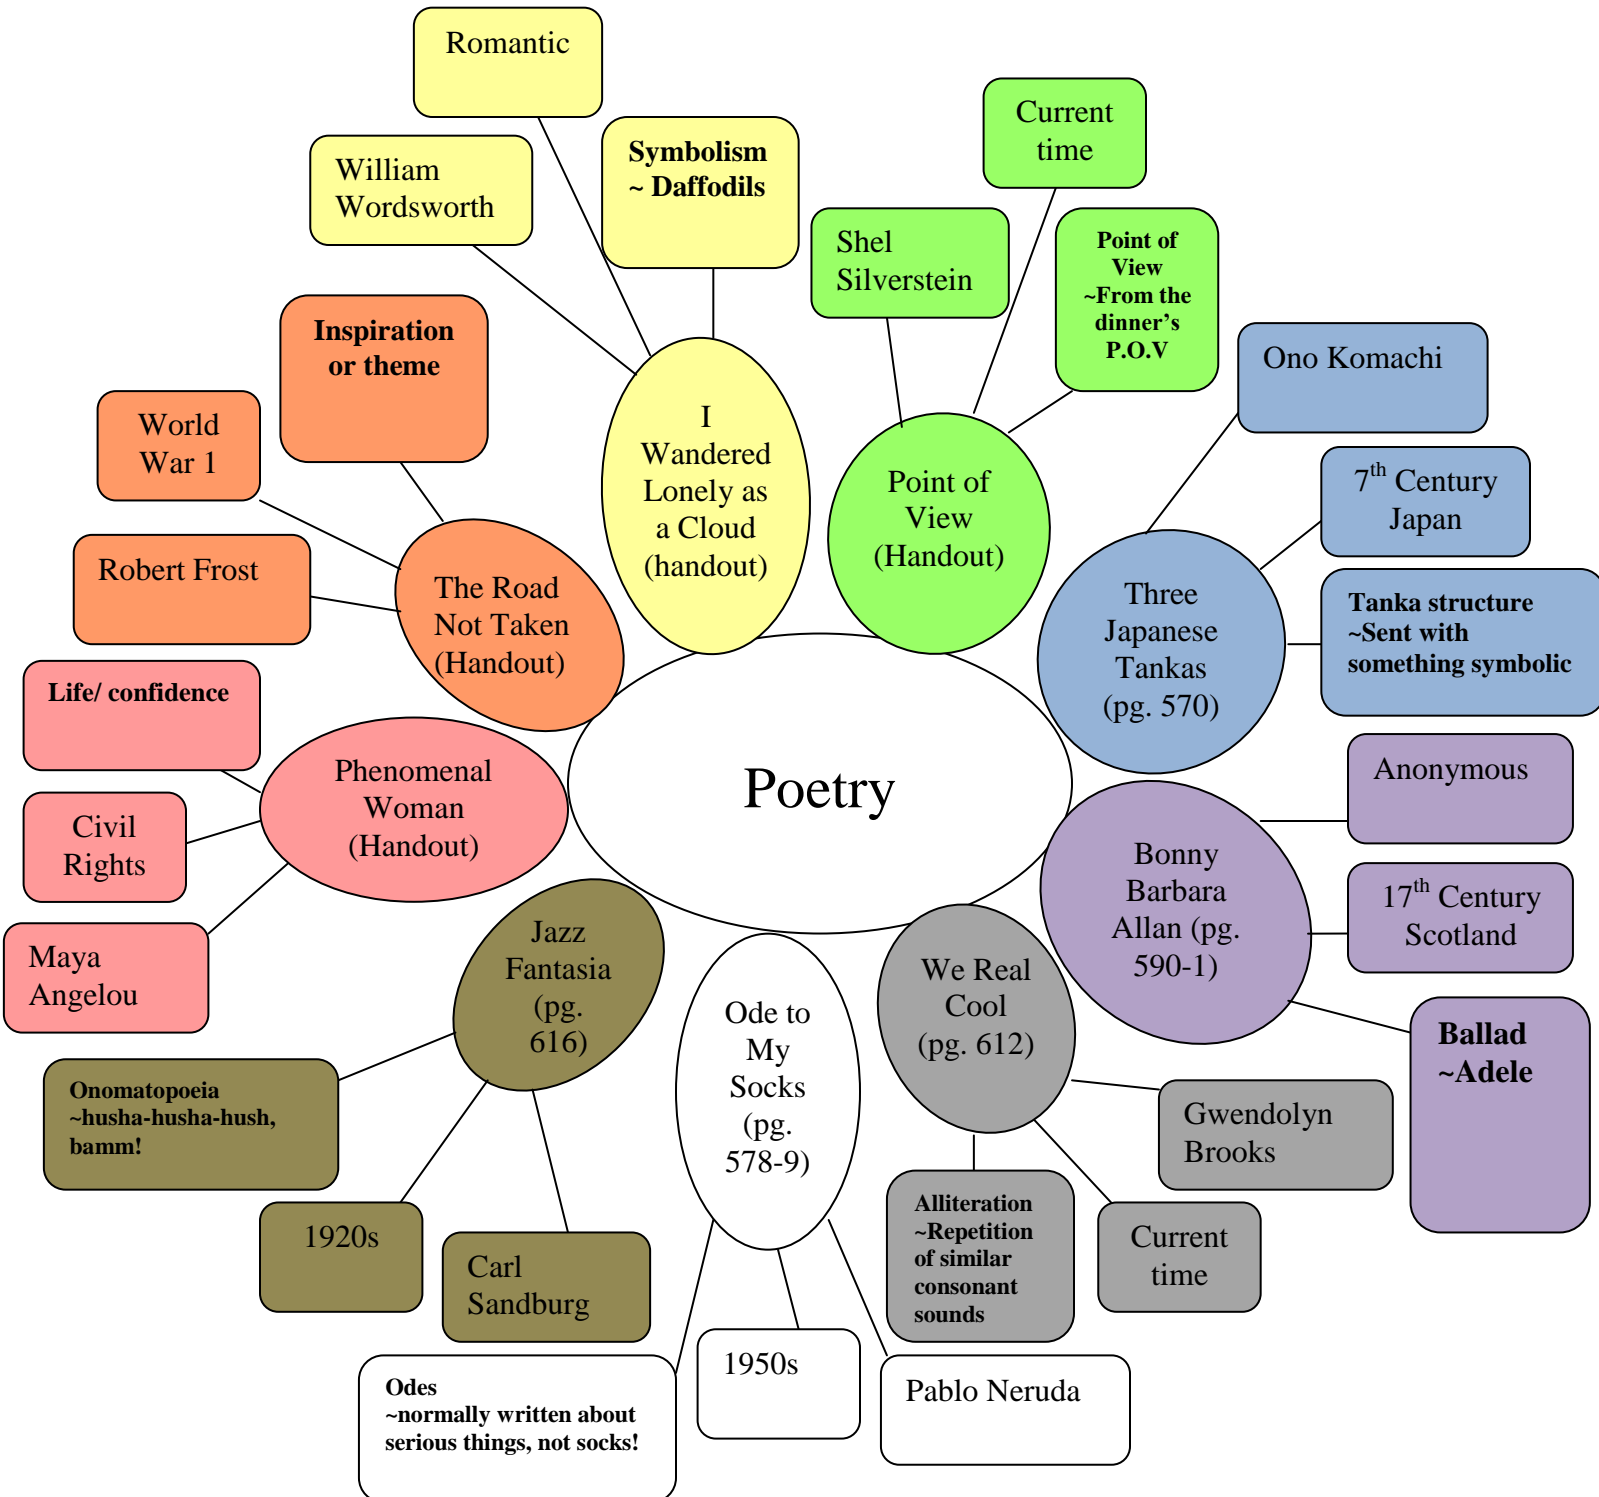 Romantic
William
Wordsworth
Symbolism
~ Daffodils
I
Wandered
Lonely as
a Cloud
(handout)
Shel
Silverstein
Current
time
Point of
View
~From the
dinner’s
P.O.V
Point of
View
(Handout)
Ono Komachi
7th Century
Japan
Tanka structure
~Sent with
something symbolic
Three
Japanese
Tankas
(pg. 570)
Anonymous
17th Century
Scotland
Ballad
~Adele
Bonny
Barbara
Allan (pg.
590-1)
Gwendolyn
Brooks
Current
time
Alliteration
~Repetition
of similar
consonant
sounds
We Real
Cool
(pg. 612)
Pablo Neruda
1950s
Odes
~normally written about
serious things, not socks!
Ode to
My
Socks
(pg.
578-9)
Carl
Sandburg
1920s
Onomatopoeia
~husha-husha-hush,
bamm!
Jazz
Fantasia
(pg.
616)
Maya
Angelou
Civil
Rights
Life/ confidence
Phenomenal
Woman
(Handout)
Robert Frost
World
War 1
Inspiration
or theme
The Road
Not Taken
(Handout)
Poetry